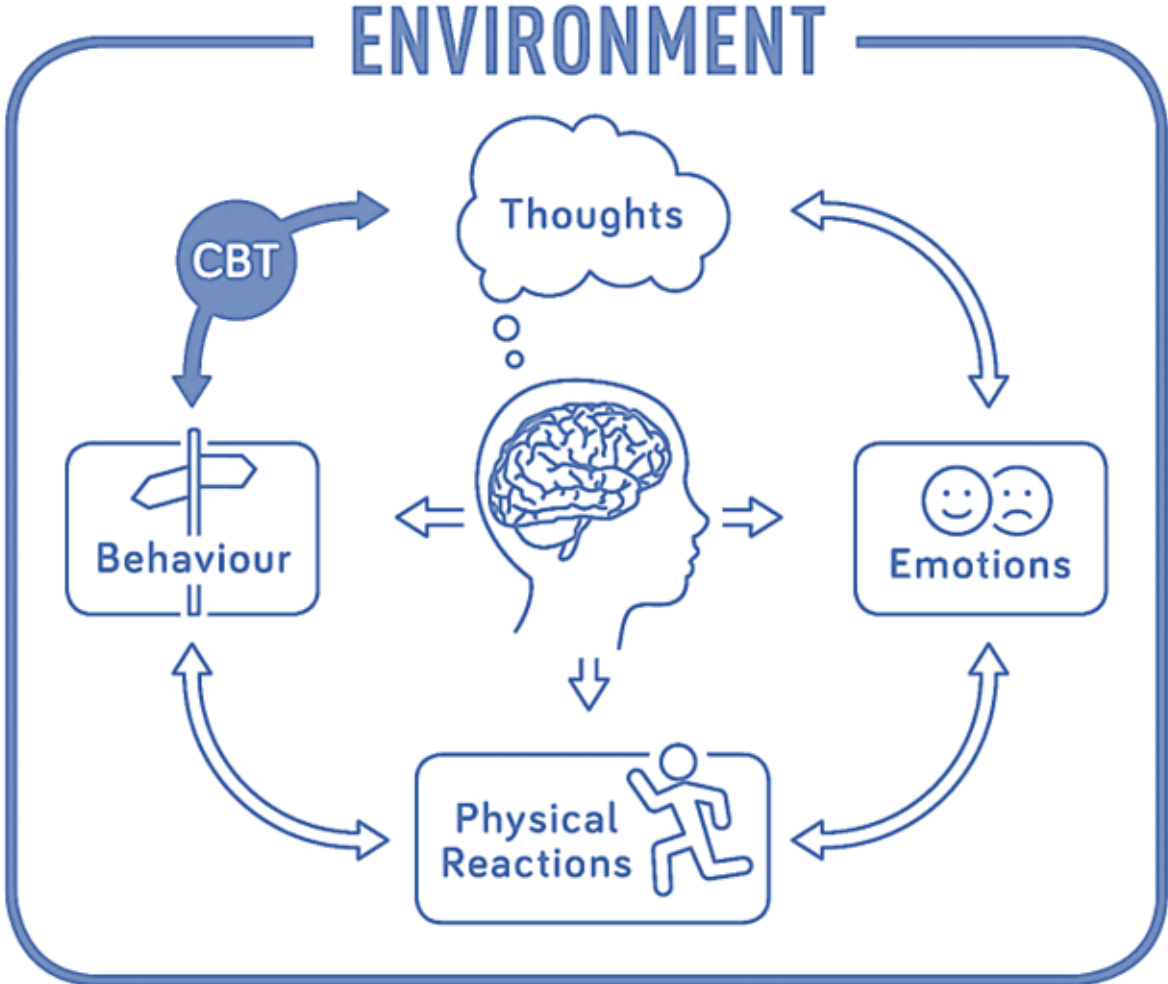 ENVIRONMENT
Thoughts
CBT
Behaviour
Emotions
Physical
Reactions